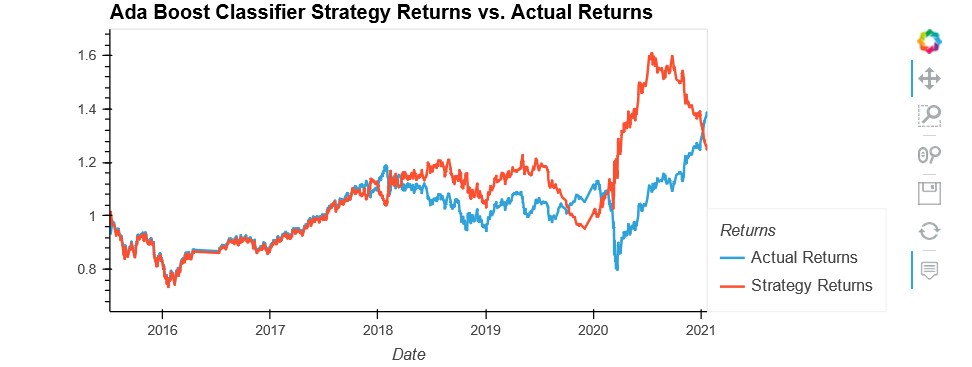 Ada Boost Classifier Strategy Returns vs. Actual Returns
1.6
1.4
1.2
1
0.8
2016 2017 2018 2019 2020 2021
Date
Returns
Actual Returns
Strategy Returns